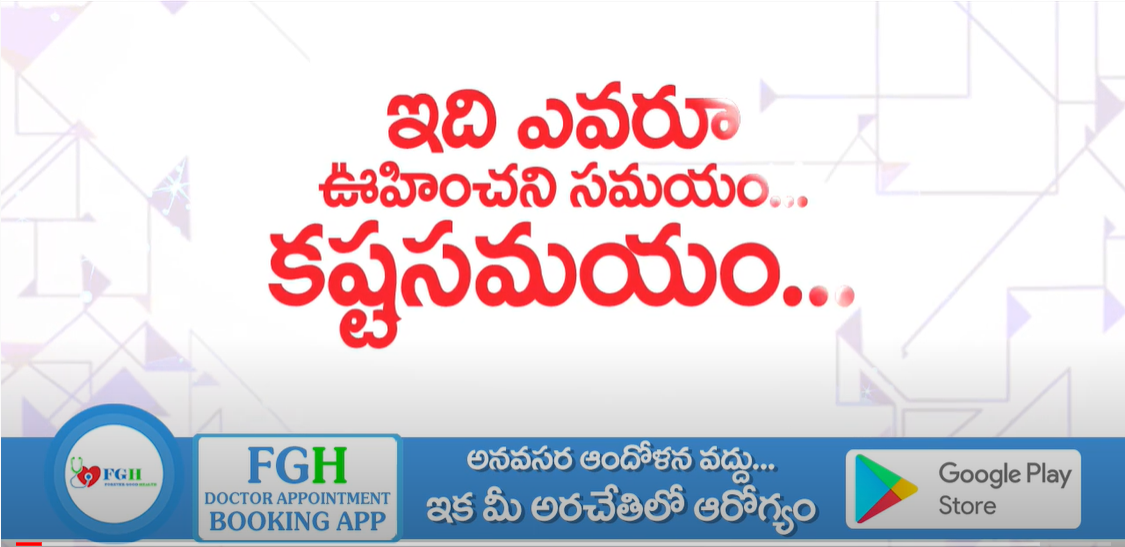 ఇది ఎవరూ
ఊహించని సమయం...
కష్టసమయం...
FGH
FGH
DOCTOR APPOINTMENT
BOOKING APP
అనవసర ఆందోళన వద్దు...
ఇక మీ అరచేతిలో ఆరోగ్యం
Google Play
Store